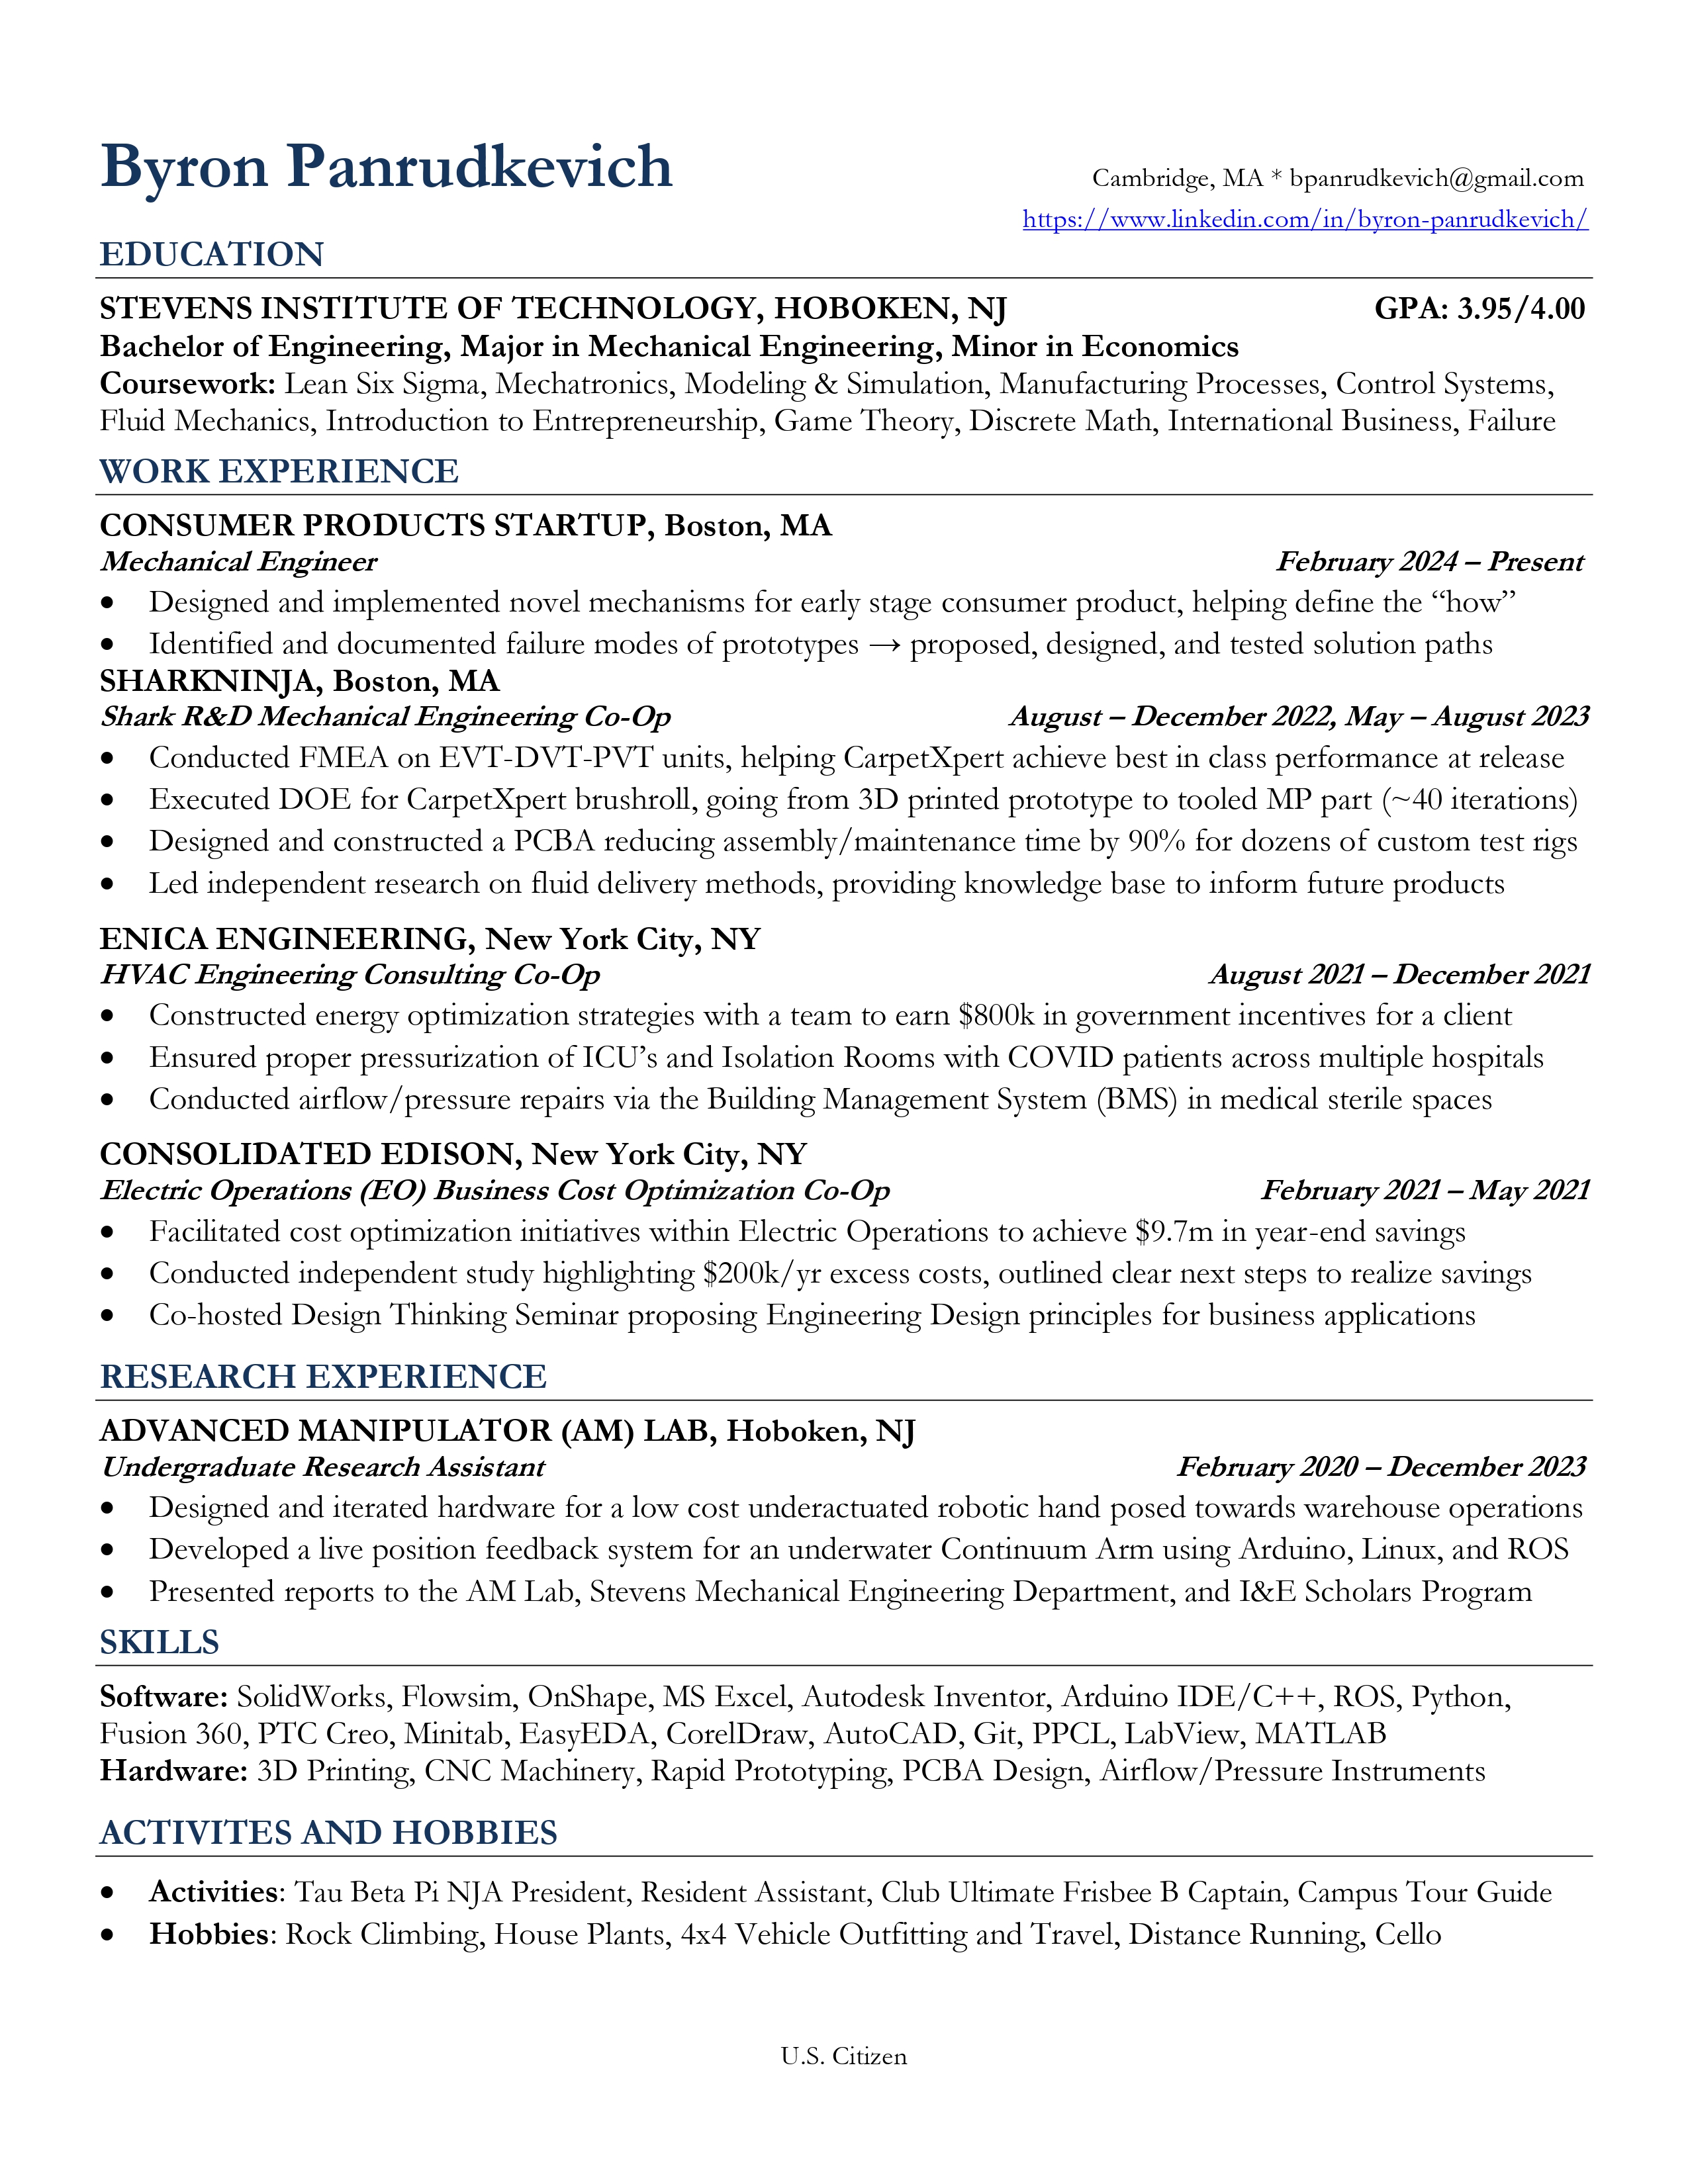 Byron Panrudkevich
Cambridge, MA * bpanrudkevich@gmail.com
https://www.linkedin.com/in/byron-panrudkevich/
EDUCATION
STEVENS INSTITUTE OF TECHNOLOGY, HOBOKEN, NJ GPA: 3.95/4.00
Bachelor of Engineering, Major in Mechanical Engineering, Minor in Economics
Coursework: Lean Six Sigma, Mechatronics, Modeling & Simulation, Manufacturing Processes, Control Systems,
Fluid Mechanics, Introduction to Entrepreneurship, Game Theory, Discrete Math, International Business, Failure
WORK EXPERIENCE
CONSUMER PRODUCTS STARTUP, Boston, MA
Mechanical Engineer February 2024 – Present
• Designed and implemented novel mechanisms for early stage consumer product, helping define the “how”
• Identified and documented failure modes of prototypes → proposed, designed, and tested solution paths
SHARKNINJA, Boston, MA
Shark R&D Mechanical Engineering Co-Op August – December 2022, May – August 2023
• Conducted FMEA on EVT-DVT-PVT units, helping CarpetXpert achieve best in class performance at release
• Executed DOE for CarpetXpert brushroll, going from 3D printed prototype to tooled MP part (~40 iterations)
• Designed and constructed a PCBA reducing assembly/maintenance time by 90% for dozens of custom test rigs
• Led independent research on fluid delivery methods, providing knowledge base to inform future products
ENICA ENGINEERING, New York City, NY
HVAC Engineering Consulting Co-Op August 2021 – December 2021
• Constructed energy optimization strategies with a team to earn $800k in government incentives for a client
• Ensured proper pressurization of ICU’s and Isolation Rooms with COVID patients across multiple hospitals
• Conducted airflow/pressure repairs via the Building Management System (BMS) in medical sterile spaces
CONSOLIDATED EDISON, New York City, NY
Electric Operations (EO) Business Cost Optimization Co-Op February 2021 – May 2021
• Facilitated cost optimization initiatives within Electric Operations to achieve $9.7m in year-end savings
• Conducted independent study highlighting $200k/yr excess costs, outlined clear next steps to realize savings
• Co-hosted Design Thinking Seminar proposing Engineering Design principles for business applications
RESEARCH EXPERIENCE
ADVANCED MANIPULATOR (AM) LAB, Hoboken, NJ
Undergraduate Research Assistant February 2020 – December 2023
• Designed and iterated hardware for a low cost underactuated robotic hand posed towards warehouse operations
• Developed a live position feedback system for an underwater Continuum Arm using Arduino, Linux, and ROS
• Presented reports to the AM Lab, Stevens Mechanical Engineering Department, and I&E Scholars Program
SKILLS
Software: SolidWorks, Flowsim, OnShape, MS Excel, Autodesk Inventor, Arduino IDE/C++, ROS, Python,
Fusion 360, PTC Creo, Minitab, EasyEDA, CorelDraw, AutoCAD, Git, PPCL, LabView, MATLAB
Hardware: 3D Printing, CNC Machinery, Rapid Prototyping, PCBA Design, Airflow/Pressure Instruments
ACTIVITES AND HOBBIES
• Activities: Tau Beta Pi NJA President, Resident Assistant, Club Ultimate Frisbee B Captain, Campus Tour Guide
• Hobbies: Rock Climbing, House Plants, 4x4 Vehicle Outfitting and Travel, Distance Running, Cello
U.S. Citizen